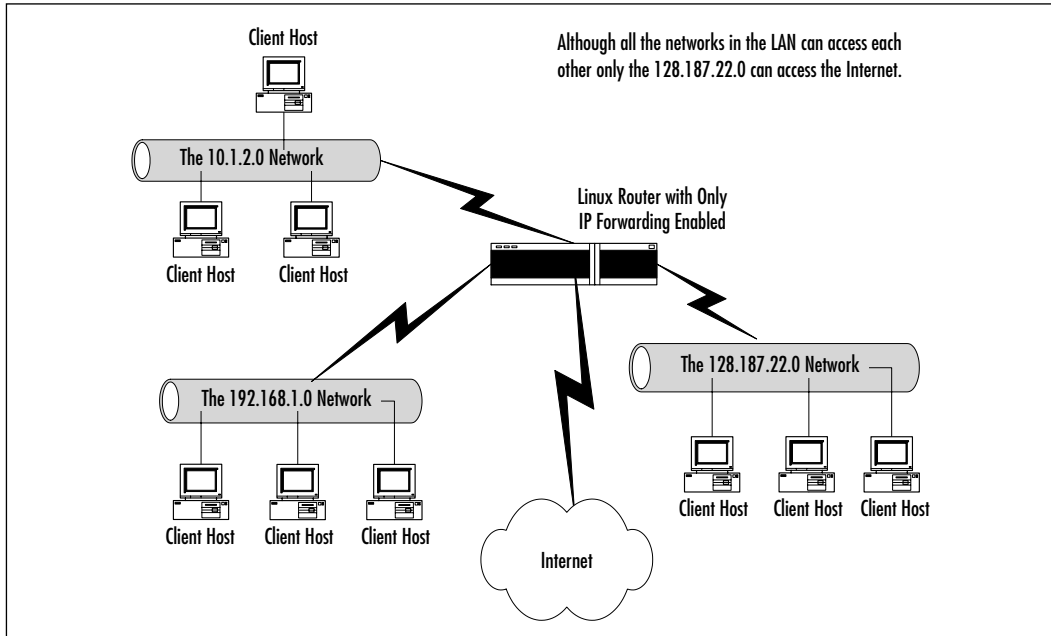 Client Host
Although all the networks in the LAN can access each
other only the 128.187.22.0 can access the Internet.
The 10.1.2.0 Network
Linux Router with Only
IP Forwarding Enabled
Client Host
Client Host
The 128.187.22.0 Network
The 192.168.1.0 Network
Client Host
Client Host
Client Host
Client Host
Client Host
Client Host
Internet